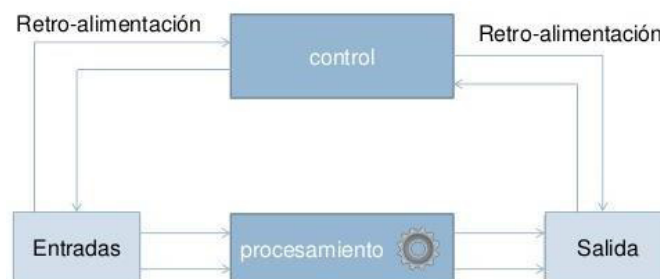 Retro-alimentación
control
Retro-alimentación
Entradas
procesamiento
Salida